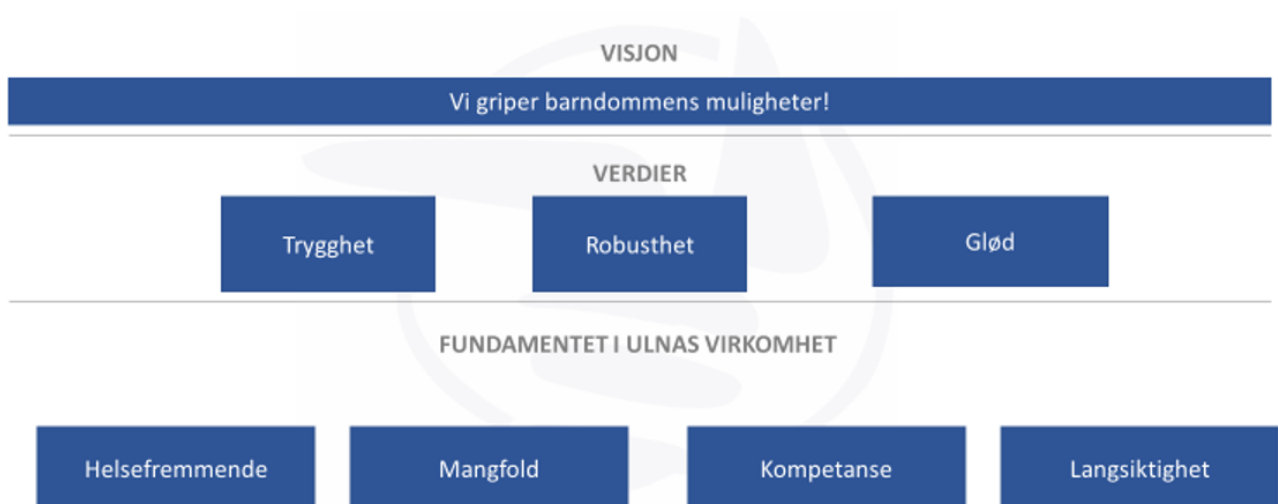 VISJON
Vi griper barndommens muligheter!
VERDIER
Trygghet
Robusthet
Glød
FUNDAMENTET I ULNAS VIRKOMHET
Helsefremmende
Mangfold
Kompetanse
Langsiktighet